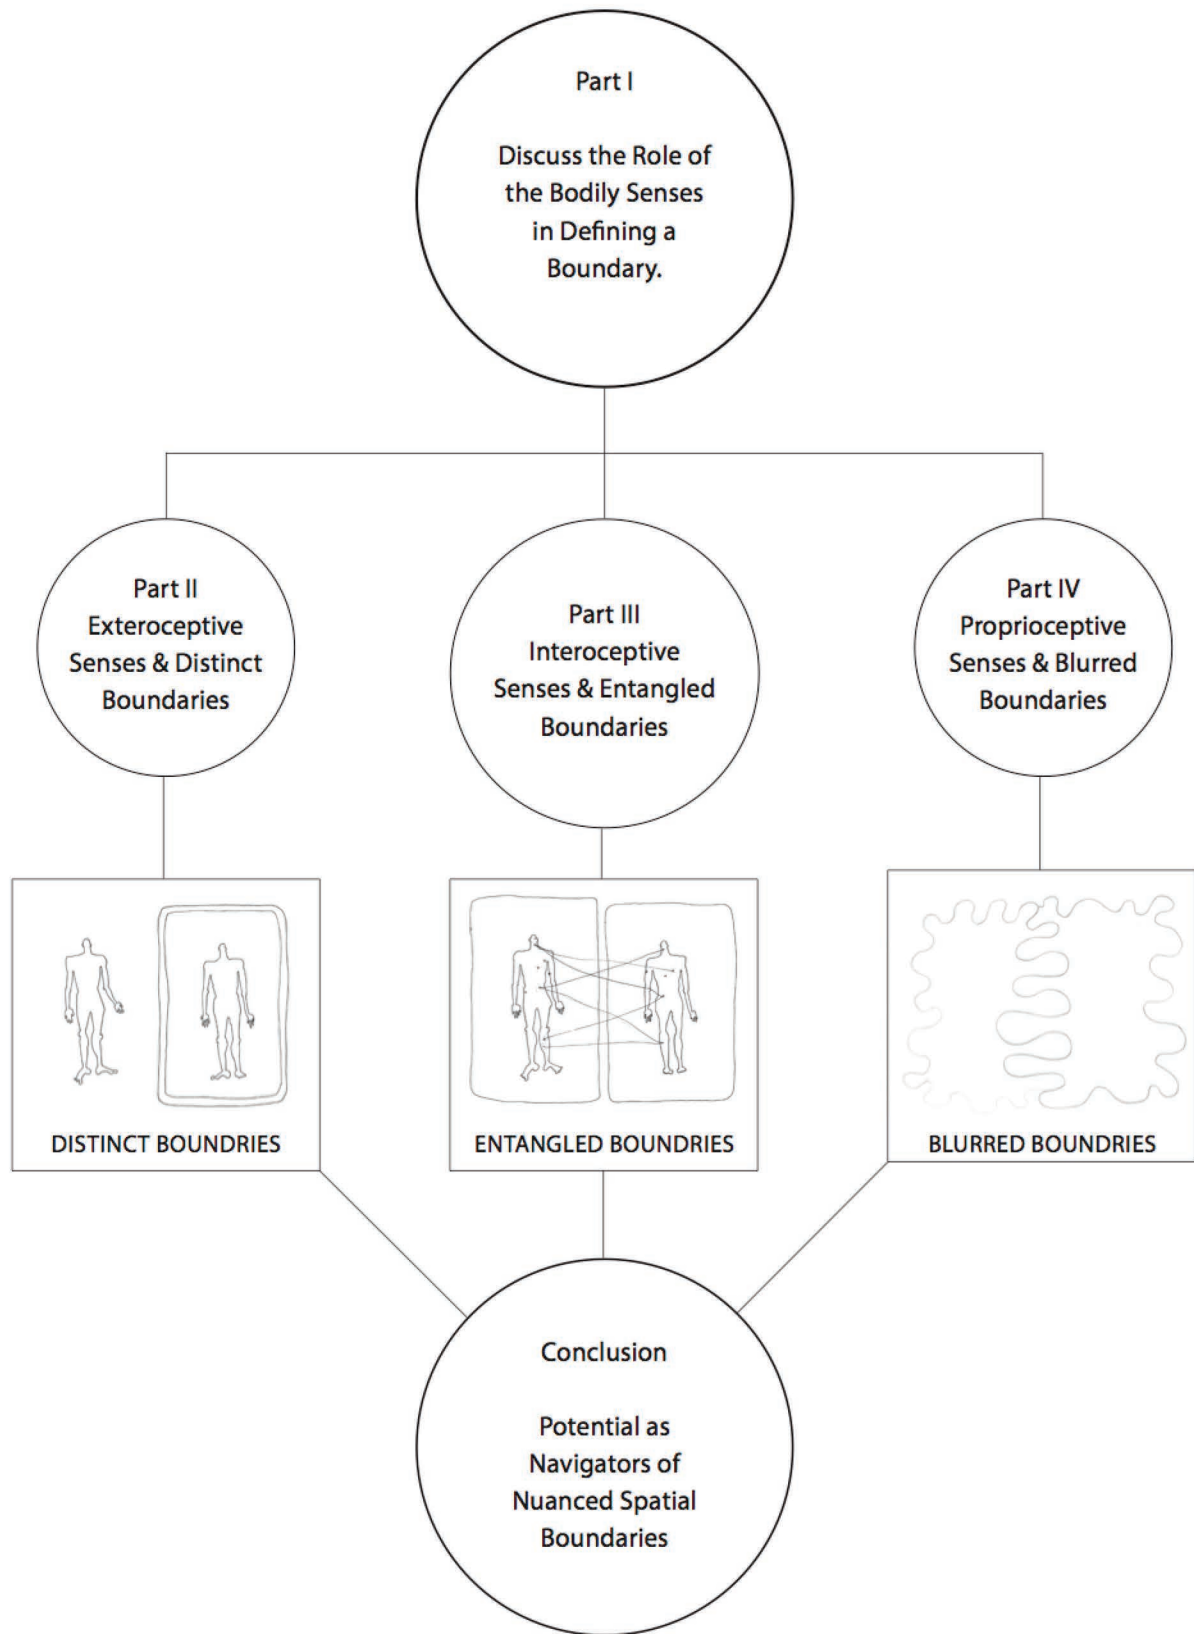 Part I
Discuss the Role of
the Bodily Senses
in Defining a
Boundary.
Part II
Exteroceptive
Senses & Distinct
Boundaries
Part III
Interoceptive
Senses & Entangled
Boundaries
Part IV
Proprioceptive
Senses & Blurred
Boundaries
DISTINCT BOUNDRIES
ENTANGLED BOUNDRIES
BLURRED BOUNDRIES
Conclusion
Potential as
Navigators of
Nuanced Spatial
Boundaries